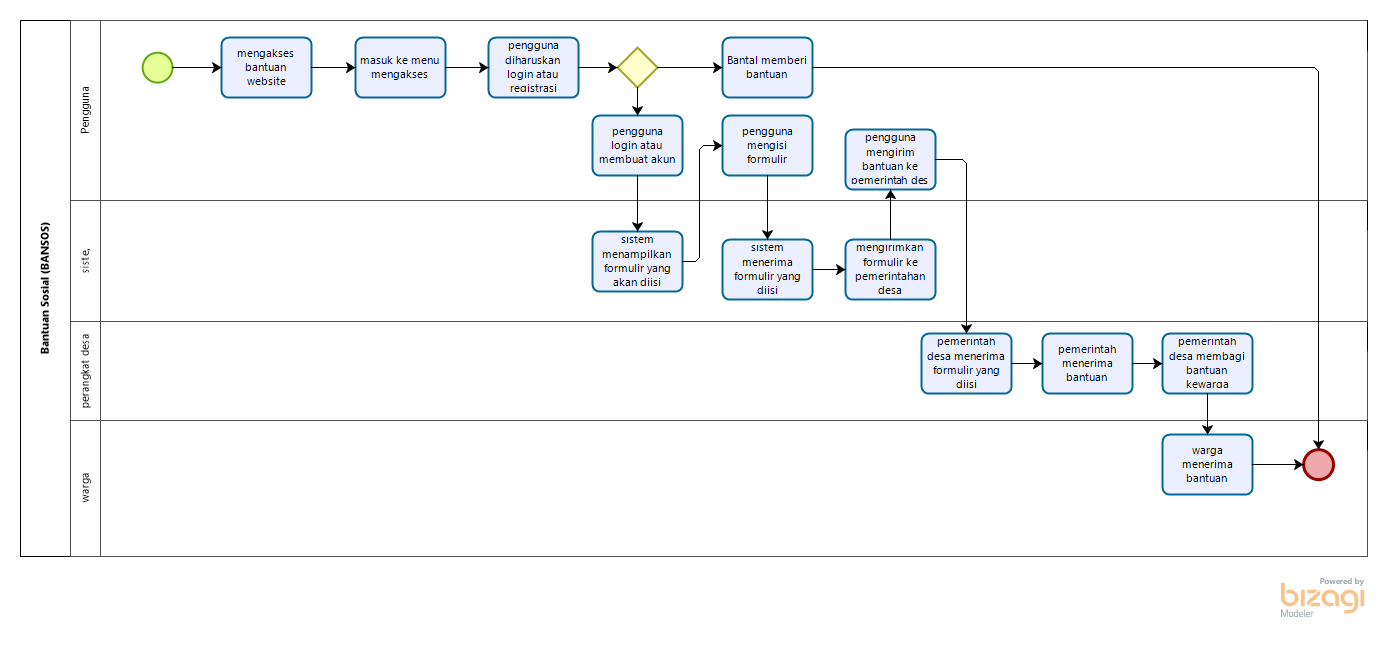 Bantuan Sosial (BANSOS)
Pengguna
mengakses
bantuan
website
masuk ke menu
mengakses
pengguna
diharuskan
login atau
registrasi
Bantal memberi
bantuan
pengguna
login atau
membuat akun
pengguna
mengisi
formulir
pengguna
mengirim
bantuan ke
pemerintah des
siste,
sistem
menampilkan
formulir yang
akan diisi
sistem
menerima
formulir yang
diisi
mengirimkan
formulir ke
pemerintahan
desa
perangkat desa
pemerintah
desa menerima
formulir yang
diisi
pemerintah
menerima
bantuan
pemerintah
desa membagi
bantuan
kewarga
warga
warga
menerima
bantuan
Powered by
bizagi
Modeler